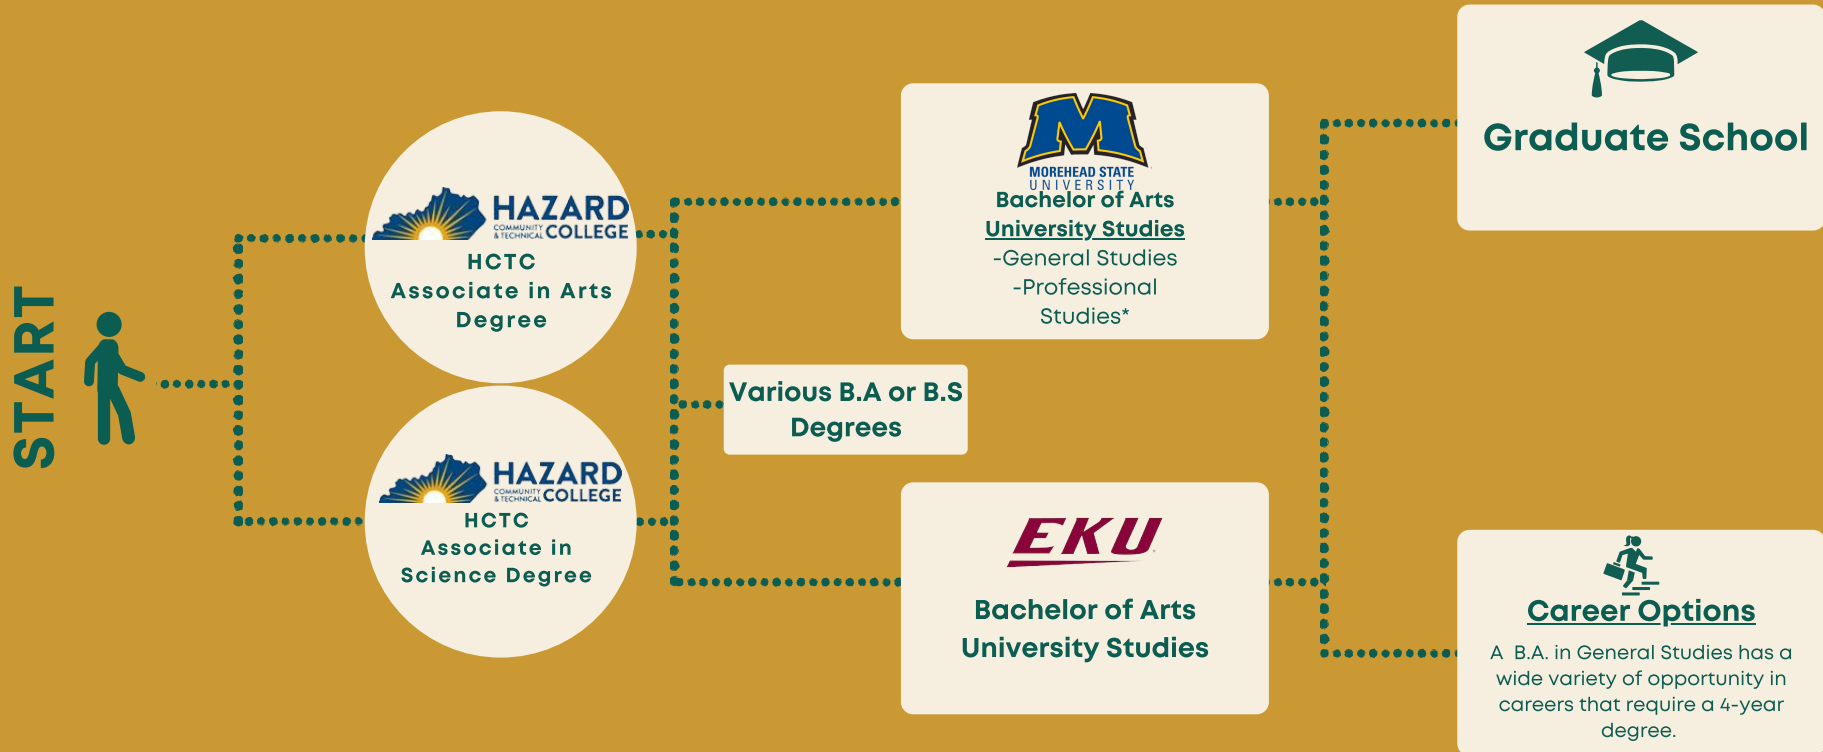 START
HAZARD
COMMUNITY
& TECHNICAL COLLEGE
HCTC
Associate in Arts
Degree
HAZARD
COMMUNITY
& TECHNICAL COLLEGE
HCTC
Associate in
Science Degree
Various B.A or B.S
Degrees
M
MOREHEAD STATE
UNIVERSITY
Bachelor of Arts
University Studies
-General Studies
-Professional
Studies*
EKU
Bachelor of Arts
University Studies
Graduate School
Career Options
A B.A. in General Studies has a
wide variety of opportunity in
careers that require a 4-year
degree.